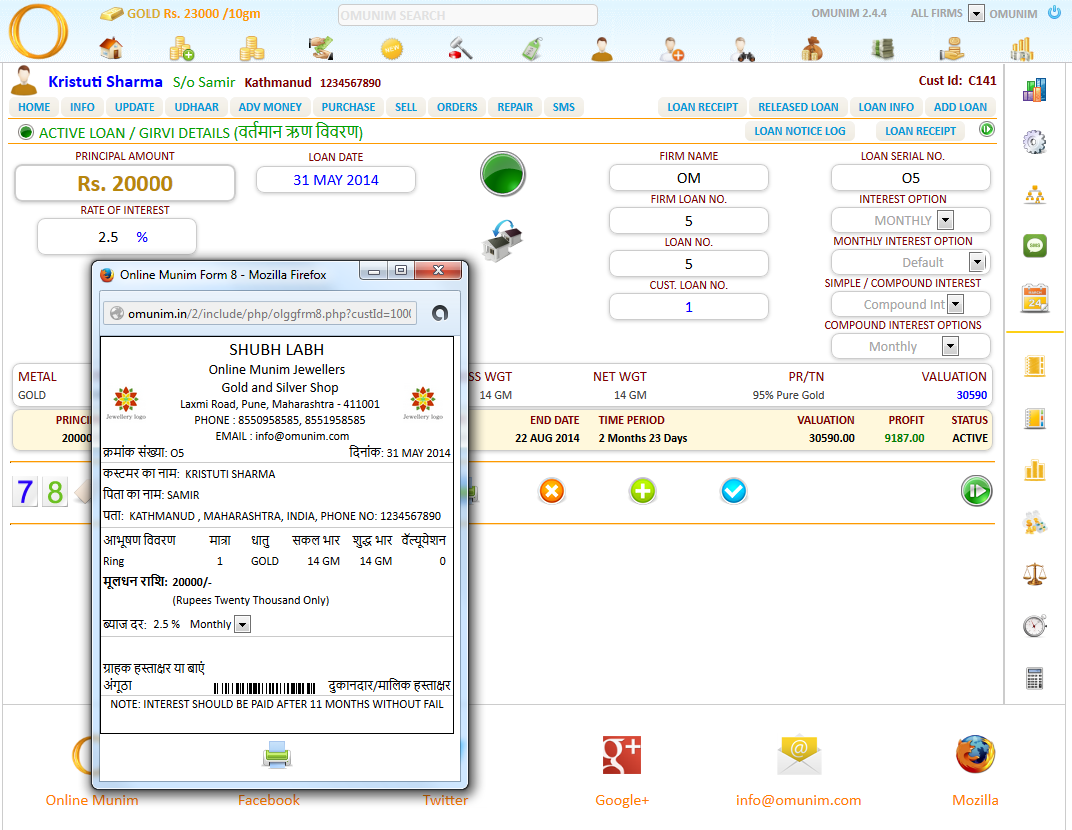 GOLD Rs. 23000 /10gm
OMUNIM SEARCH
OMUNIM 2.4.4 ALL FIRMS OMUNIM
NEW
Kristuti Sharma S/o Samir Kathmanud 1234567890
Cust Id: C141
HOME INFO UPDATE UDHAAR ADV MONEY PURCHASE SELL ORDERS REPAIR SMS
LOAN RECEIPT RELEASED LOAN LOAN INFO ADD LOAN
ACTIVE LOAN / GIRVI DETAILS (वर्तमान ऋण विवरण)
LOAN NOTICE LOG LOAN RECEIPT
PRINCIPAL AMOUNT
Rs. 20000
RATE OF INTEREST
2.5 %
LOAN DATE
31 MAY 2014
FIRM NAME
OM
FIRM LOAN NO.
5
LOAN NO.
5
CUST. LOAN NO.
1
LOAN SERIAL NO.
O5
INTEREST OPTION
MONTHLY
MONTHLY INTEREST OPTION
Default
SIMPLE / COMPOUND INTEREST
Compound Int
COMPOUND INTEREST OPTIONS
Monthly
SMS
24
METAL
GOLD
SS WGT NET WGT PR/TN VALUATION
14 GM 14 GM 95% Pure Gold 30590
PRINCI
20000
END DATE TIME PERIOD VALUATION PROFIT STATUS
22 AUG 2014 2 Months 23 Days 30590.00 9187.00 ACTIVE
7 8
Online Munim Form 8 - Mozilla Firefox
omunim.in/2/include/php/olggfrm8.php?custId=1000
SHUBH LABH
Online Munim Jewellers
Gold and Silver Shop
Laxmi Road, Pune, Maharashtra - 411001
PHONE : 8550958585, 8551958585
EMAIL : info@omunim.com
Jewellery logo
Jewellery logo
क्रमांक संख्या: O5 दिनांक: 31 MAY 2014
कस्टमर का नाम: KRISTUTI SHARMA
पिता का नाम: SAMIR
पता: KATHMANUD , MAHARASHTRA, INDIA, PHONE NO: 1234567890
आभूषण विवरण मात्रा धातु सकल भार शुद्ध भार वॅल्यूयेशन
Ring 1 GOLD 14 GM 14 GM 0
मूलधन राशि: 20000/-
(Rupees Twenty Thousand Only)
ब्याज दर: 2.5 % Monthly
ग्राहक हस्ताक्षर या बाएं
अंगूठा दुकानदार/मालिक हस्ताक्षर
NOTE: INTEREST SHOULD BE PAID AFTER 11 MONTHS WITHOUT FAIL
g+
@
Online Munim Facebook Twitter Google+ info@omunim.com Mozilla